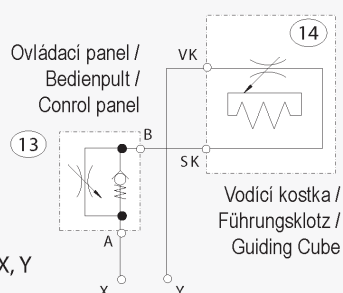 14
Ovládací panel /
Bedienpult /
Conrol panel
VK
13
B
SK
A
Vodící kostka /
Führungsklotz /
Guiding Cube
X, Y
X
Y